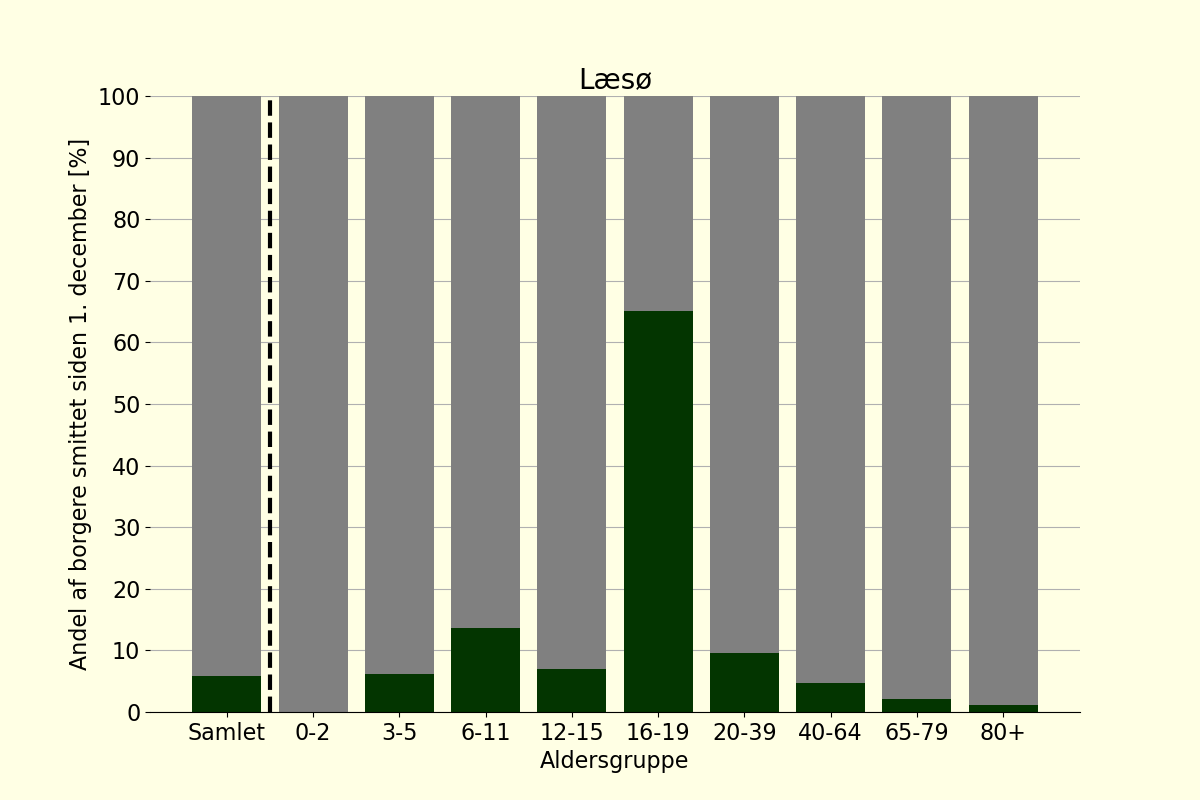 Læsø
Andel af borgere smittet siden 1. december [%]
100
90
80
70
60
50
40
30
20
10
0
Samlet 0-2 3-5 6-11 12-15 16-19 20-39 40-64 65-79 80+
Aldersgruppe